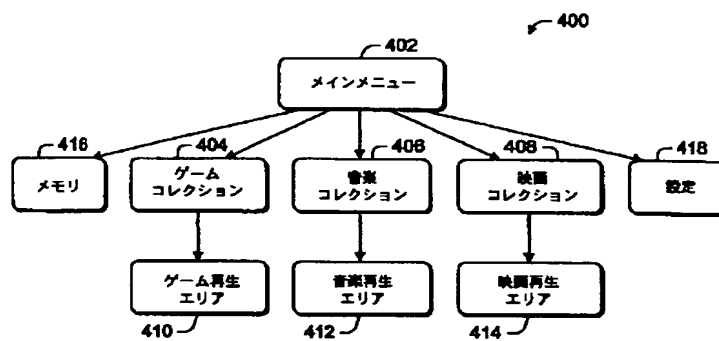 400
402
メインメニュー
416
メモリ
404
ゲーム
コレクション
406
音楽
コレクション
408
映画
コレクション
418
設定
ゲーム再生
エリア
410
音楽再生
エリア
412
映画再生
エリア
414